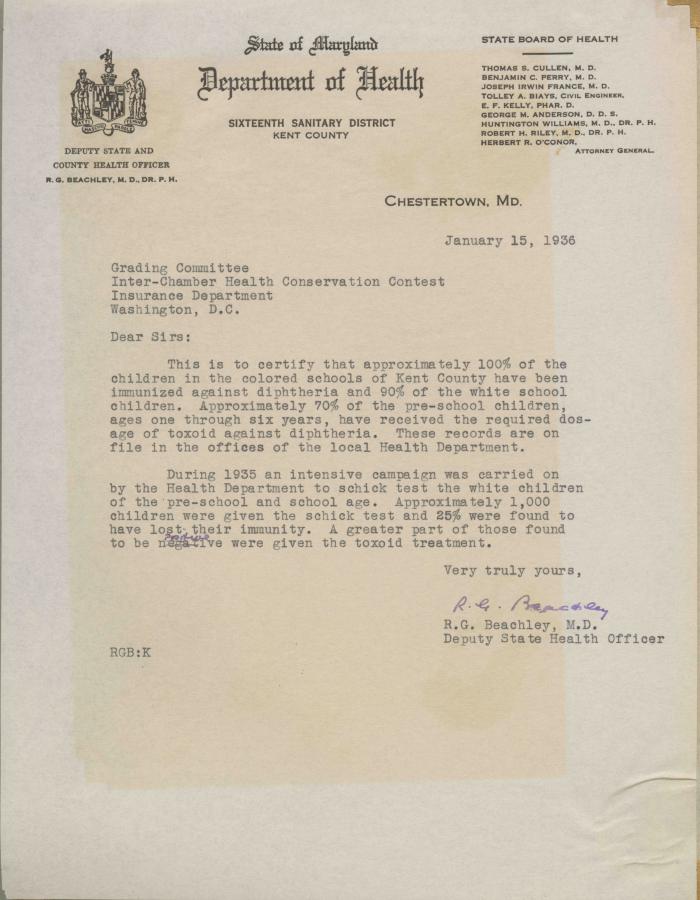 State of Maryland
Department of Health
SIXTEENTH SANITARY DISTRICT
KENT COUNTY
DEPUTY STATE AND
COUNTY HEALTH OFFICER
R. G. BEACHLEY, M. D., DR. P. H.
STATE BOARD OF HEALTH
THOMAS S. CULLEN, M. D.
BENJAMIN C. PERRY, M. D.
JOSEPH IRWIN FRANCE, M. D.
TOLLEY A. BIAYS, CIVIL ENGINEER,
E. F. KELLY, PHAR. D.
GEORGE M. ANDERSON, D. D. S.
HUNTINGTON WILLIAMS, M. D., DR. P. H.
ROBERT H. RILEY, M. D., DR. P. H.
HERBERT R. O'CONOR,
ATTORNEY GENERAL.
CHESTERTOWN, MD.
January 15, 1936
Grading Committee
Inter-Chamber Health Conservation Contest
Insurance Department
Washington, D.C.
Dear Sirs:
This is to certify that approximately 100% of the
children in the colored schools of Kent County have been
immunized against diphtheria and 90% of the white school
children. Approximately 70% of the pre-school children,
ages one through six years, have received the required dos-
age of toxoid against diphtheria. These records are on
file in the offices of the local Health Department.
During 1935 an intensive campaign was carried on
by the Health Department to schick test the white children
of the pre-school and school age. Approximately 1,000
children were given the schick test and 25% were found to
have lost their immunity. A greater part of those found
to be negative were given the toxoid treatment.
Very truly yours,
R. G. Beachley
R.G. Beachley, M.D.
Deputy State Health Officer
RGB:K